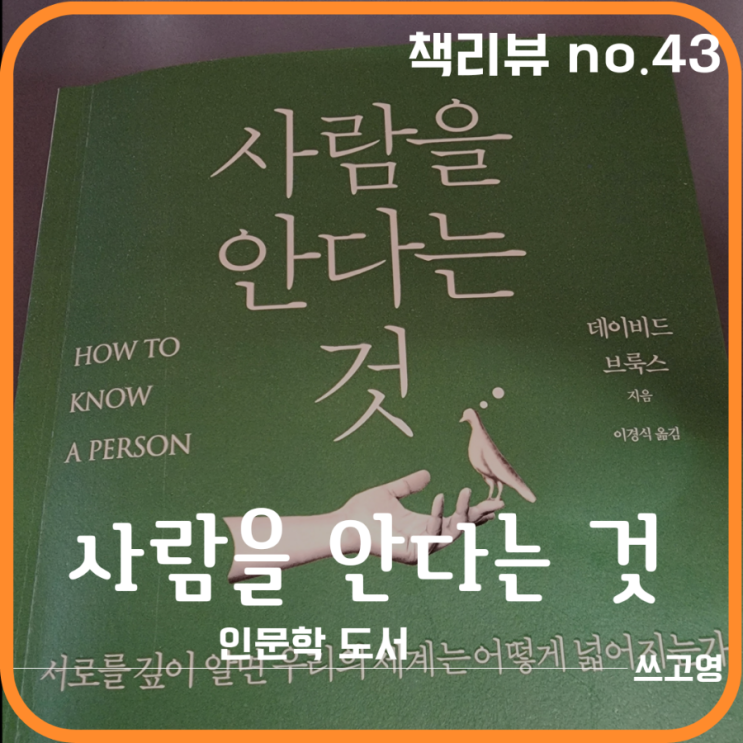 책리뷰 no.43
사람을
안다는
것
HOW TO
KNOW
A PERSON
데이비드
브룩스
지음
이경식 옮김
사람을 안다는 것
인문학 도서
서로를 깊이 알면 우리의 세계는 어떻게 넓어지는가
쓰고영